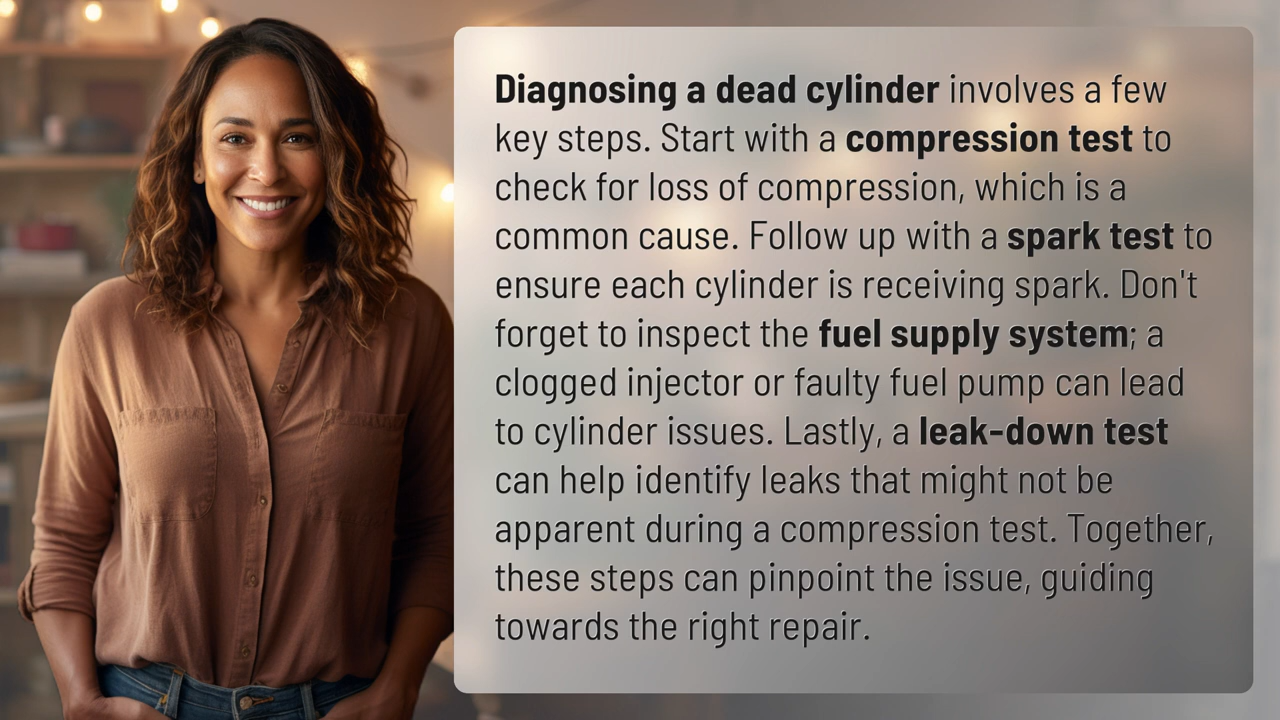 Diagnosing a dead cylinder involves a few
key steps. Start with a compression test to
check for loss of compression, which is a
common cause. Follow up with a spark test to
ensure each cylinder is receiving spark. Don't
forget to inspect the fuel supply system; a
clogged injector or faulty fuel pump can lead
to cylinder issues. Lastly, a leak-down test
can help identify leaks that might not be
apparent during a compression test. Together,
these steps can pinpoint the issue, guiding
towards the right repair.